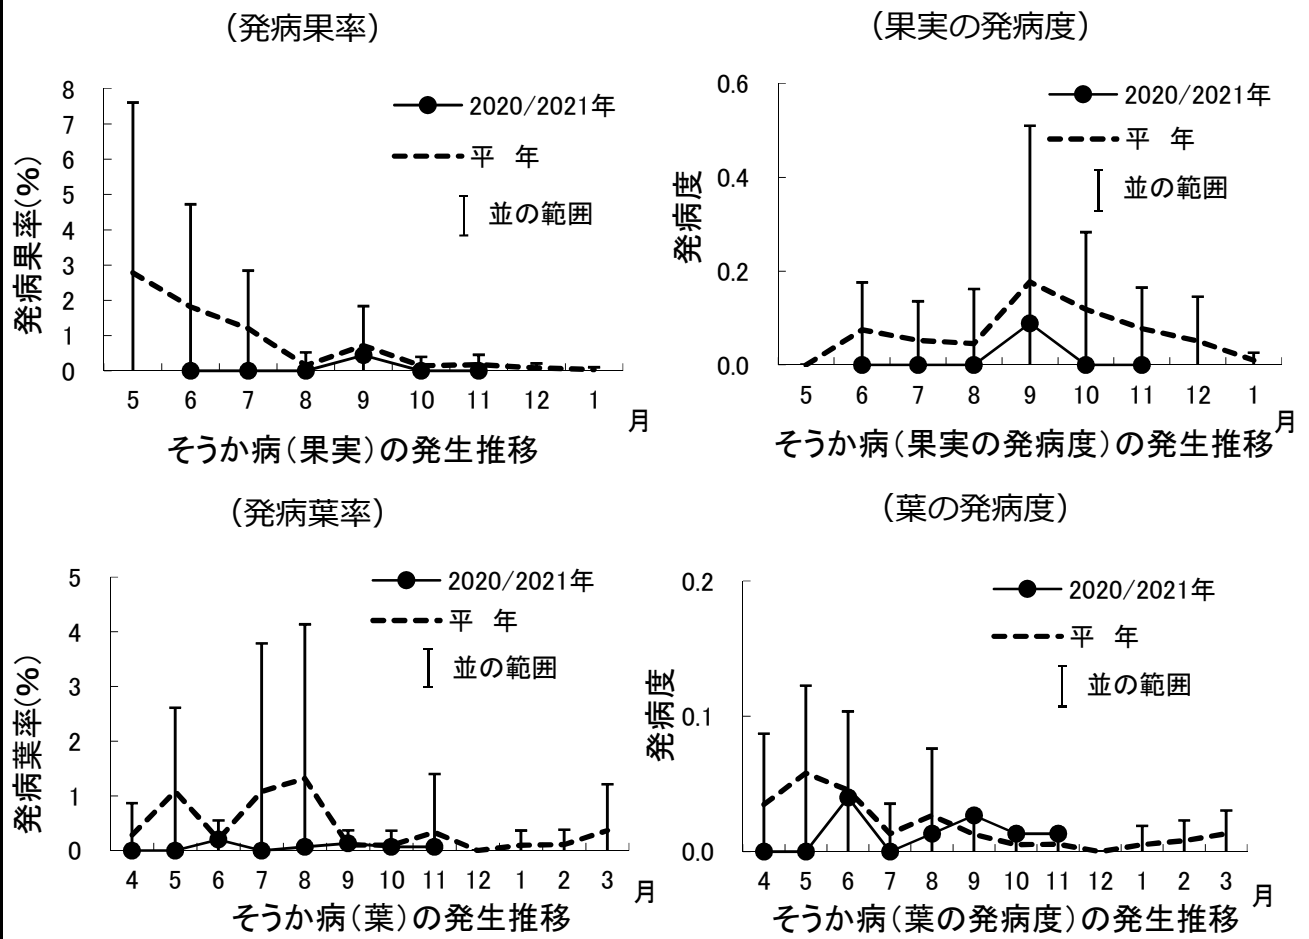 （発病果率）
発病果率(%)
8
7
6
5
4
3
2
1
0
2020/2021年
平 年
並の範囲
5 6 7 8 9 10 11 12 1
月
そうか病（果実）の発生推移
（果実の発病度）
発病度
0.6
0.4
0.2
0.0
2020/2021年
平 年
並の範囲
5 6 7 8 9 10 11 12 1
月
そうか病（果実の発病度）の発生推移
（発病葉率）
発病葉率(%)
5
4
3
2
1
0
2020/2021年
平 年
並の範囲
4 5 6 7 8 9 10 11 12 1 2 3
月
そうか病（葉）の発生推移
（葉の発病度）
発病度
0.2
0.1
0.0
2020/2021年
平 年
並の範囲
4 5 6 7 8 9 10 11 12 1 2 3
月
そうか病（葉の発病度）の発生推移